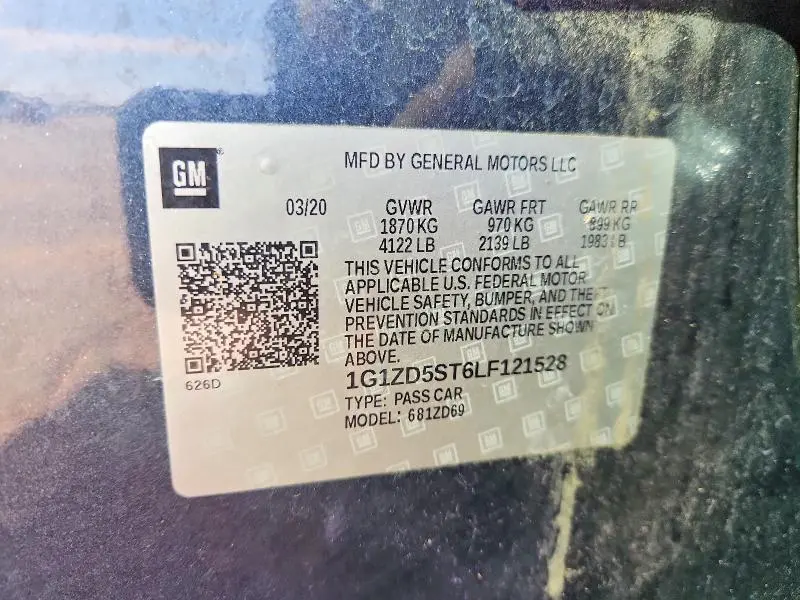 GM
MFD BY GENERAL MOTORS LLC
03/20 GVWR GAWR FRT GAWR RR
1870 KG 970 KG 899 KG
4122 LB 2139 LB 1983 LB
THIS VEHICLE CONFORMS TO ALL
APPLICABLE U.S. FEDERAL MOTOR
VEHICLE SAFETY, BUMPER, AND THEFT
PREVENTION STANDARDS IN EFFECT ON
THE DATE OF MANUFACTURE SHOWN
ABOVE.
626D
1G1ZD5ST6LF121528
TYPE: PASS CAR
MODEL: 681ZD69